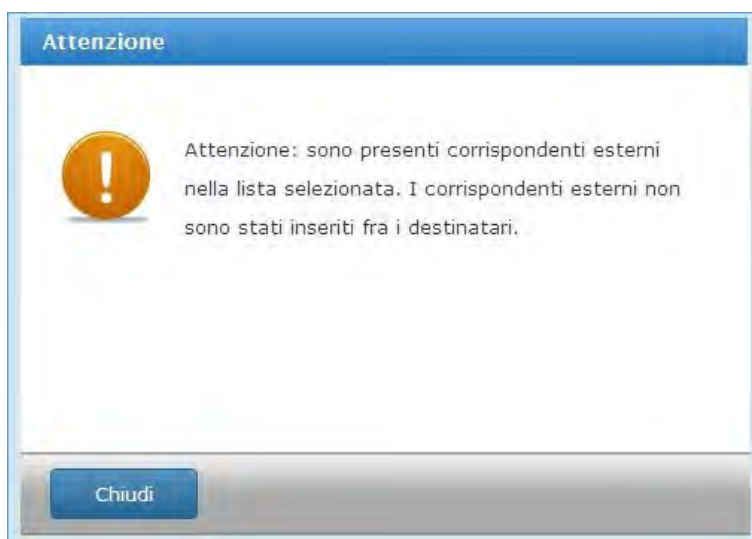 Attenzione
Attenzione: sono presenti corrispondenti esterni
nella lista selezionata. I corrispondenti esterni non
sono stati inseriti fra i destinatari.
Chiudi